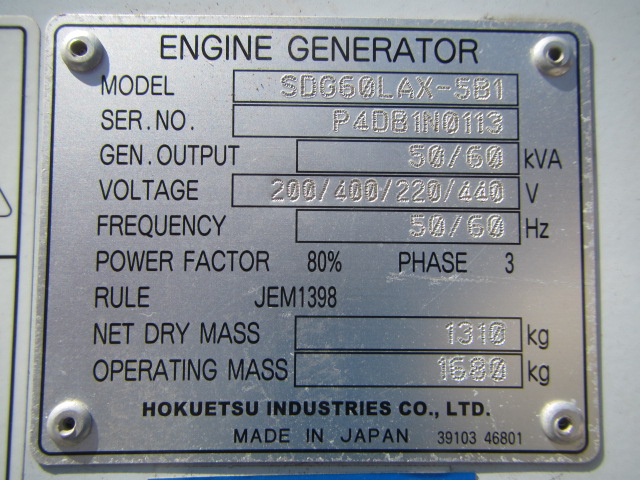 ENGINE GENERATOR
MODEL SDG60LAX-5B1
SER.NO. P4DB1N0113
GEN.OUTPUT 50/60 kVA
VOLTAGE 200/400/220/440 V
FREQUENCY 50/60 Hz
POWER FACTOR 80% PHASE 3
RULE JEM1398
NET DRY MASS 1310 kg
OPERATING MASS 1680 kg
HOKUETSU INDUSTRIES CO., LTD.
MADE IN JAPAN 39103 46801